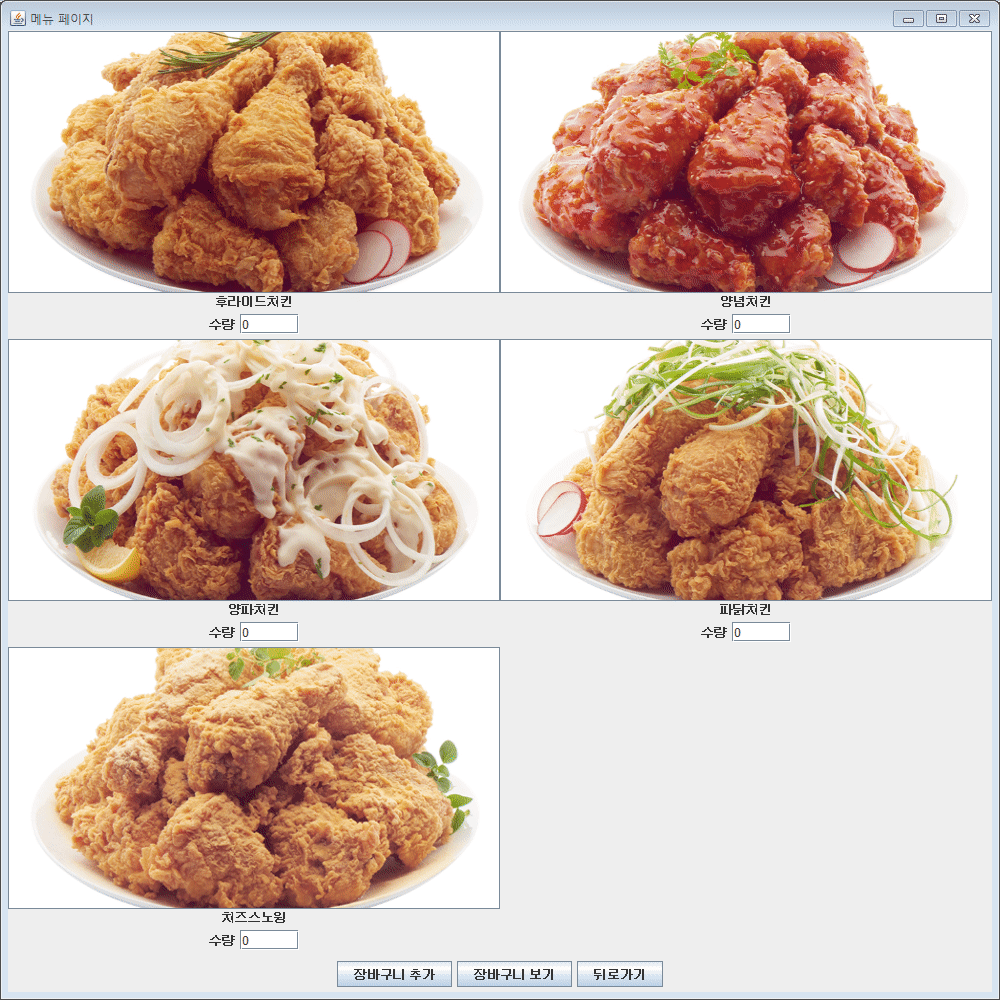 메뉴 페이지
후라이드치킨
수량 0
양념치킨
수량 0
양파치킨
수량 0
파닭치킨
수량 0
치즈스노윙
수량 0
장바구니 추가
장바구니 보기
뒤로가기